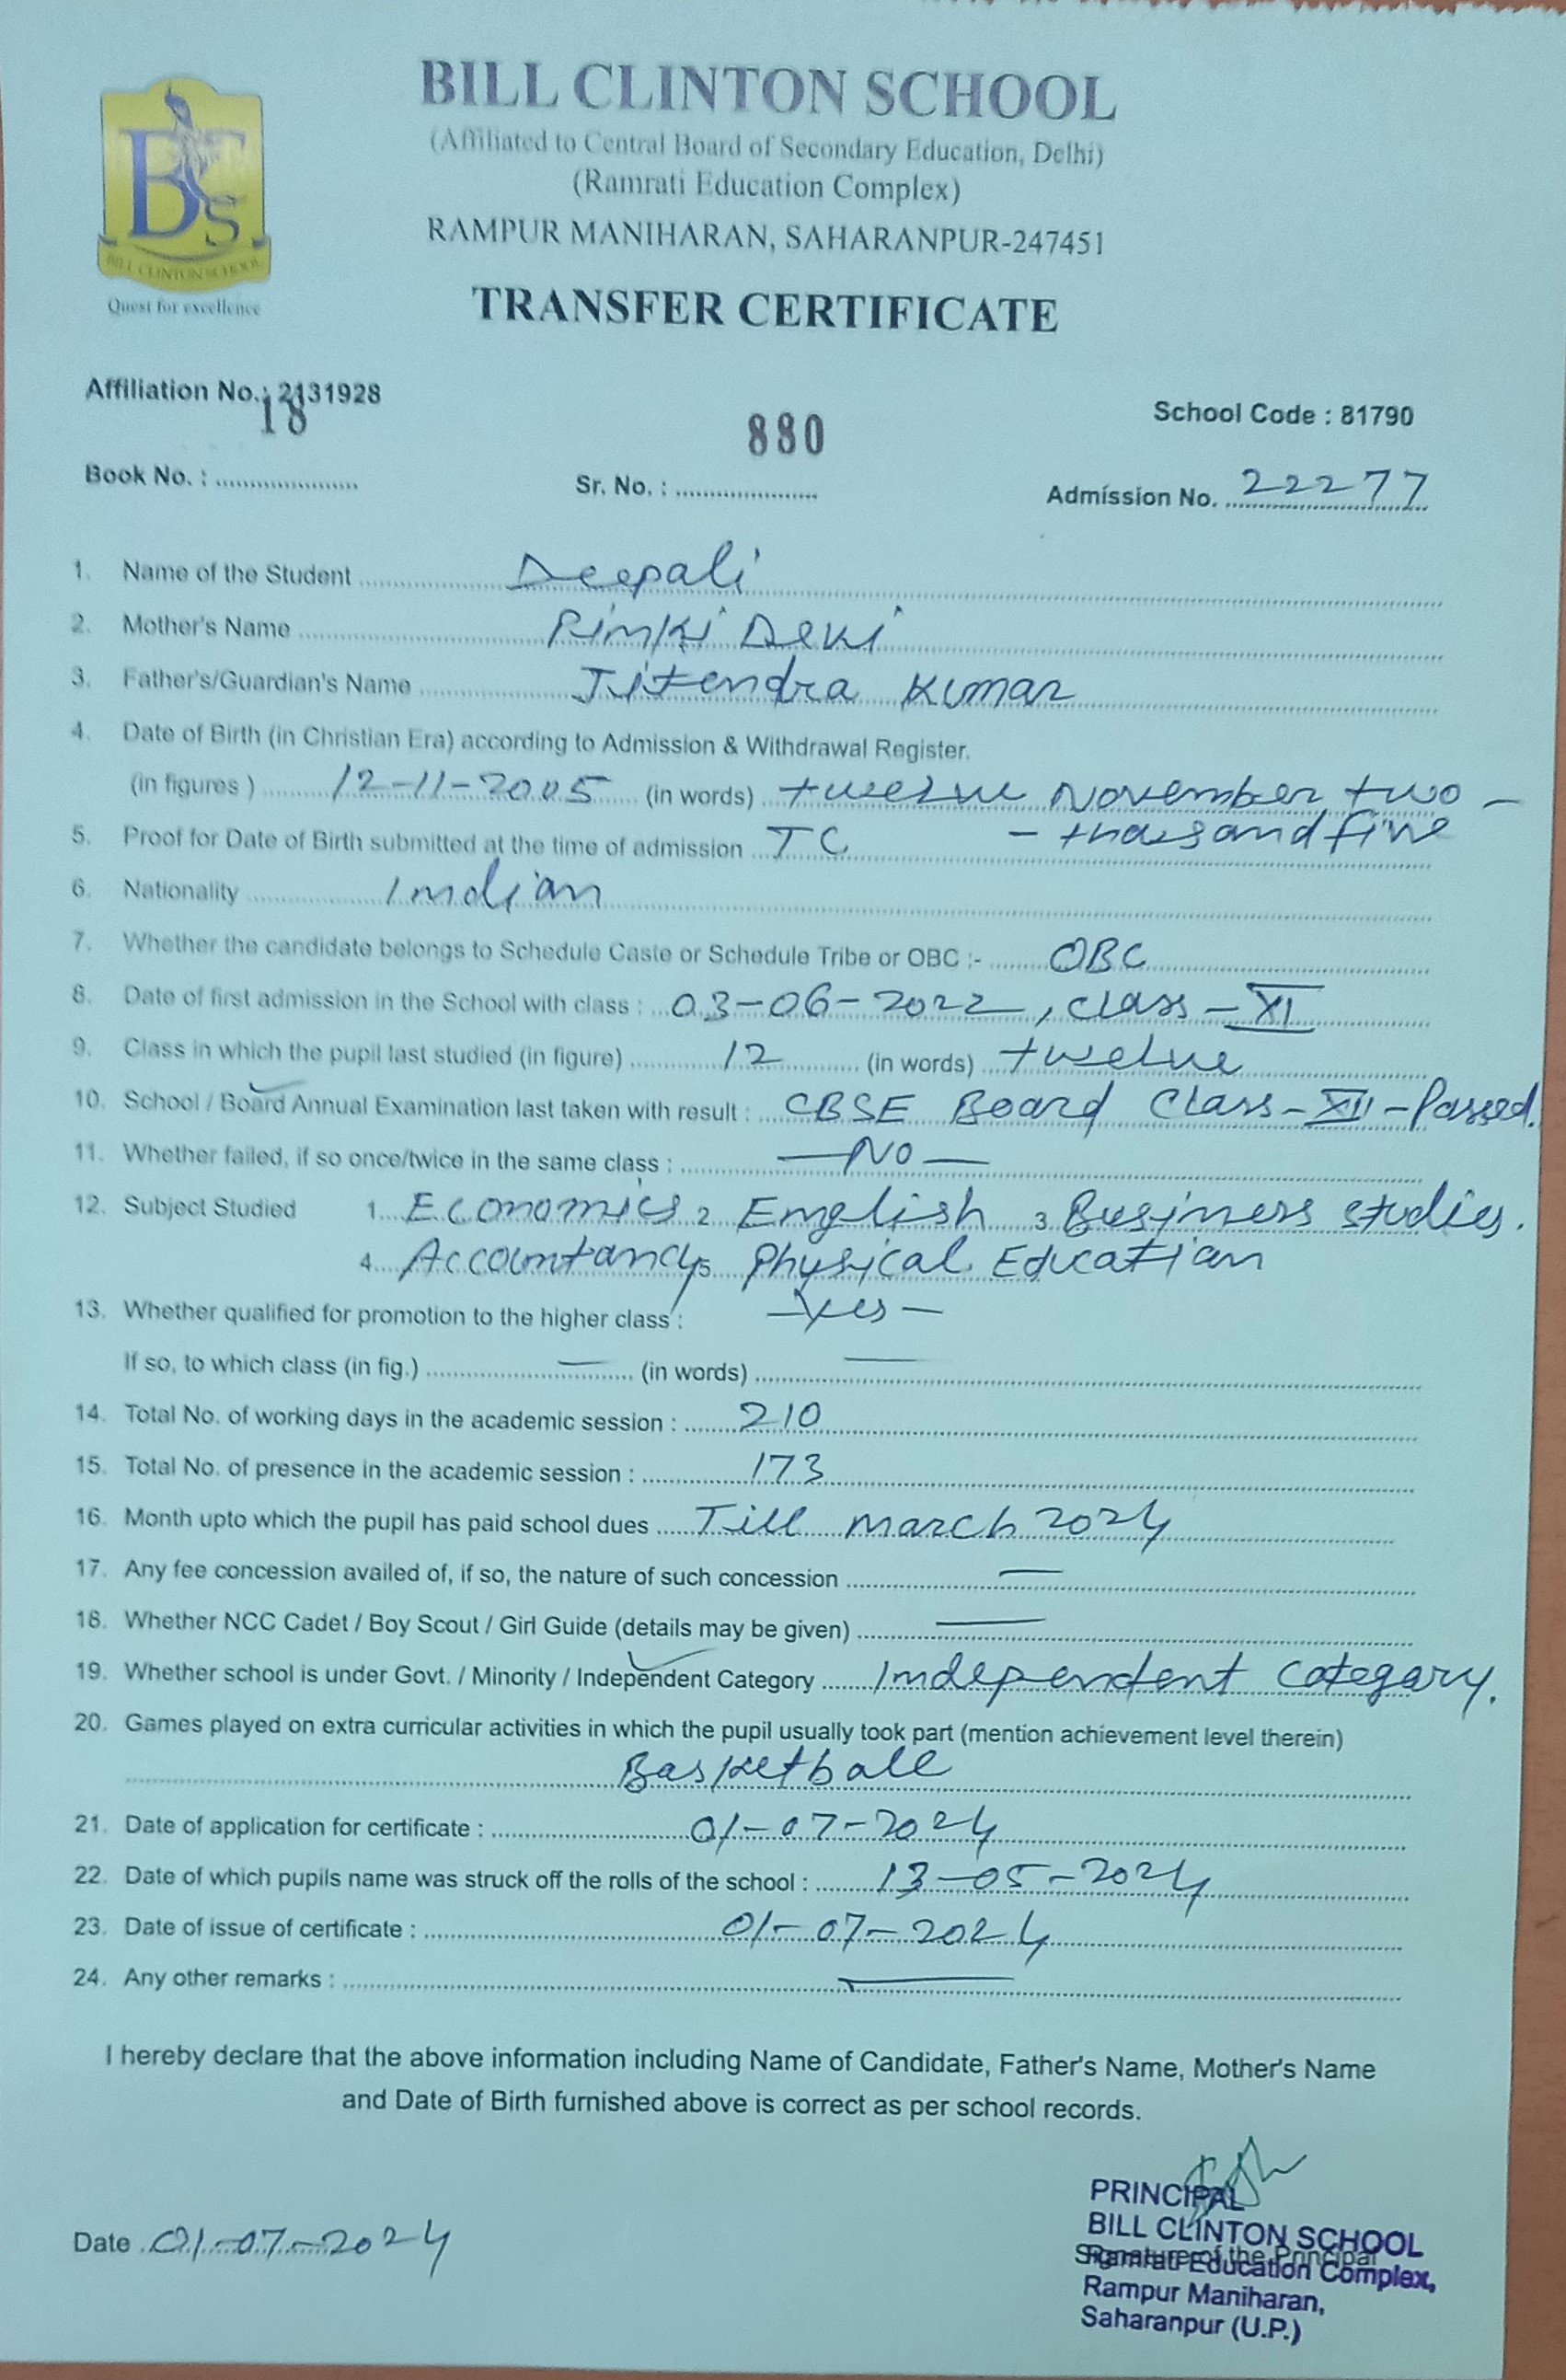 BILL CLINTON SCHOOL
(Affiliated to Central Board of Secondary Education, Delhi)
(Ramrati Education Complex)
RAMPUR MANIHARAN, SAHARANPUR-247451
BCS
BILL CLINTON SCHOOL
Quest for excellence
TRANSFER CERTIFICATE
Affiliation No.: 2131928
School Code : 81790
Book No. : 18 Sr. No. : 880 Admission No. 22277
1. Name of the Student Deepali
2. Mother's Name Pinki Devi
3. Father's/Guardian's Name Jitendra Kumar
4. Date of Birth (in Christian Era) according to Admission & Withdrawal Register.
(in figures ) 12-11-2005 (in words) twelve November two -
- thousand five
5. Proof for Date of Birth submitted at the time of admission TC
6. Nationality Indian
7. Whether the candidate belongs to Schedule Caste or Schedule Tribe or OBC :- OBC
8. Date of first admission in the School with class : 03-06-2022, class - XI
9. Class in which the pupil last studied (in figure) 12 (in words) twelve
10. School / Board Annual Examination last taken with result : CBSE Board Class-XII-Passed.
11. Whether failed, if so once/twice in the same class : - No -
12. Subject Studied 1. Economics 2. English 3. Business studies.
4. Accountancy 5. Physical Education
13. Whether qualified for promotion to the higher class : - Yes -
If so, to which class (in fig.) — (in words) —
14. Total No. of working days in the academic session : 210
15. Total No. of presence in the academic session : 173
16. Month upto which the pupil has paid school dues Till march 2024
17. Any fee concession availed of, if so, the nature of such concession —
18. Whether NCC Cadet / Boy Scout / Girl Guide (details may be given) —
19. Whether school is under Govt. / Minority / Independent Category Independent Category.
20. Games played on extra curricular activities in which the pupil usually took part (mention achievement level therein)
Basketball
21. Date of application for certificate : 01-07-2024
22. Date of which pupils name was struck off the rolls of the school : 13-05-2024
23. Date of issue of certificate : 01-07-2024
24. Any other remarks : —
I hereby declare that the above information including Name of Candidate, Father's Name, Mother's Name
and Date of Birth furnished above is correct as per school records.
Date 01-07-2024
PRINCIPAL
BILL CLINTON SCHOOL
Signature of the Principal
Ramrati Education Complex,
Rampur Maniharan,
Saharanpur (U.P.)